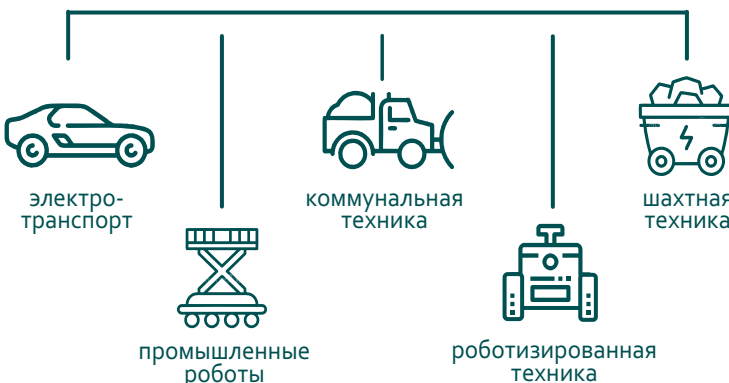 электро-
транспорт
коммунальная
техника
шахтная
техника
промышленные
роботы
роботизированная
техника